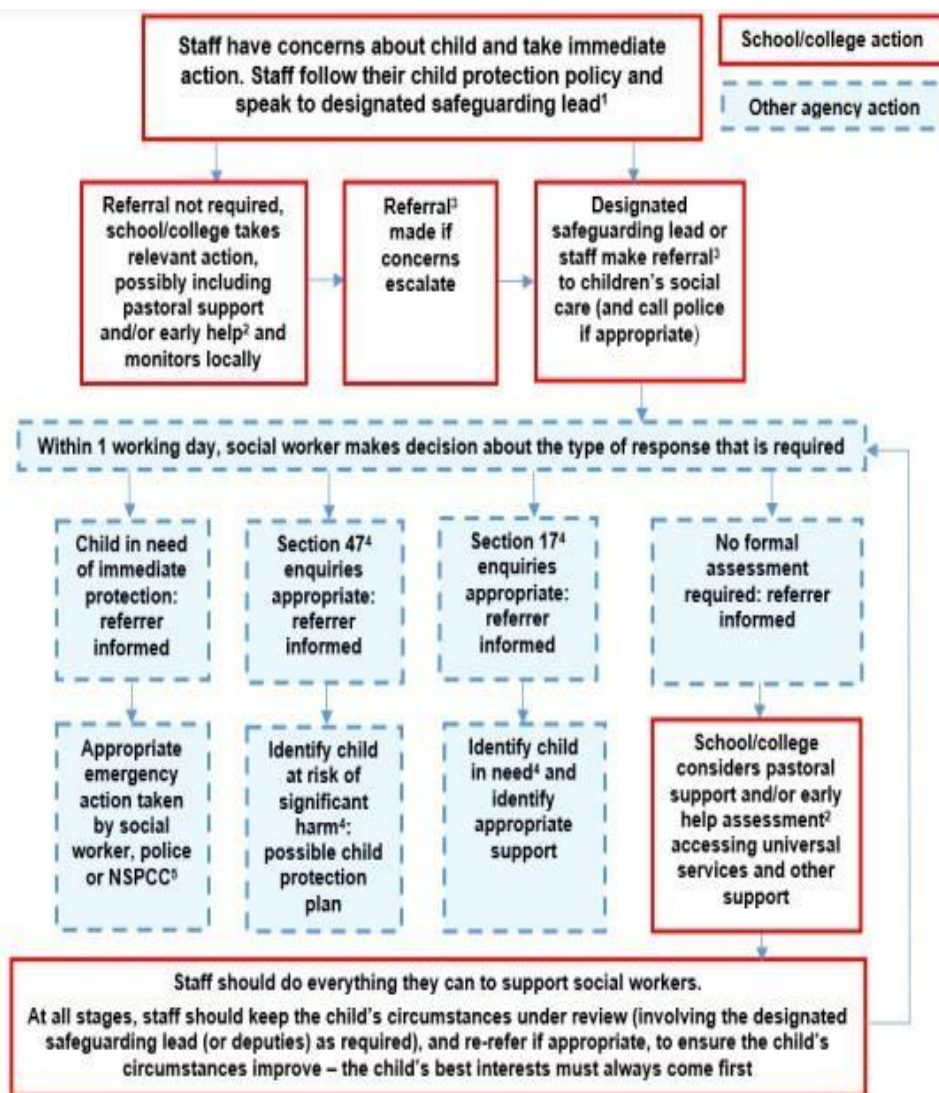 Staff have concerns about child and take immediate
action. Staff follow their child protection policy and
speak to designated safeguarding lead¹
School/college action
Other agency action
Referral not required,
school/college takes
relevant action,
possibly including
pastoral support
and/or early help² and
monitors locally
Referral³
made if
concerns
escalate
Designated
safeguarding lead or
staff make referral³
to children's social
care (and call police
if appropriate)
Within 1 working day, social worker makes decision about the type of response that is required
Child in need
of immediate
protection:
referrer
informed
Section 47⁴
enquiries
appropriate:
referrer
informed
Section 17⁴
enquiries
appropriate:
referrer
informed
No formal
assessment
required: referrer
informed
Appropriate
emergency
action taken
by social
worker, police
or NSPCC⁵
Identify child
at risk of
significant
harm⁴:
possible child
protection
plan
Identify child
in need⁴ and
identify
appropriate
support
School/college
considers pastoral
support and/or early
help assessment²
accessing universal
services and other
support
Staff should do everything they can to support social workers.
At all stages, staff should keep the child's circumstances under review (involving the designated
safeguarding lead (or deputies) as required), and re-refer if appropriate, to ensure the child's
circumstances improve – the child's best interests must always come first